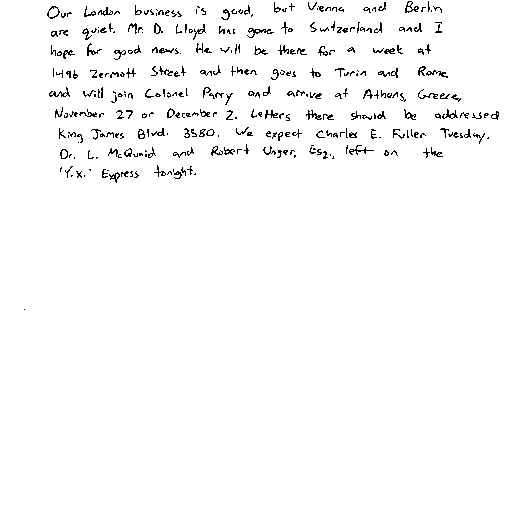 Our London business is good, but Vienna and Berlin
are quiet. Mr. D. Lloyd has gone to Switzerland and I
hope for good news. He will be there for a week at
1496 Zermott Street and then goes to Turin and Rome
and will join Colonel Parry and arrive at Athens, Greece,
November 27 or December 2. Letters there should be addressed
King James Blvd. 3580. We expect Charles E. Fuller Tuesday.
Dr. L. McQuaid and Robert Unger, Esq., left on the
'Y.X.' Express tonight.